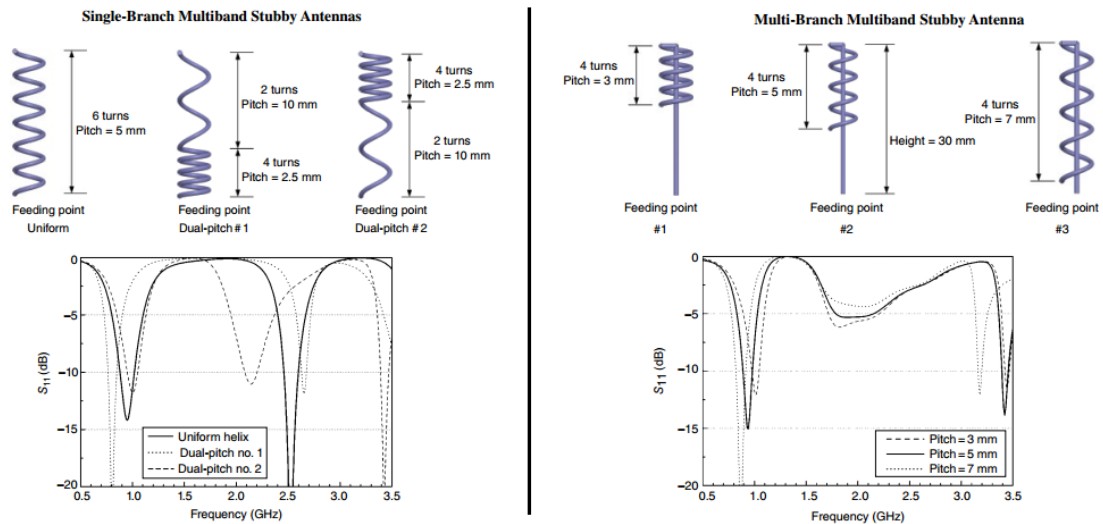 Single-Branch Multiband Stubby Antennas
6 turns
Pitch = 5 mm
2 turns
Pitch = 10 mm
4 turns
Pitch = 2.5 mm
4 turns
Pitch = 2.5 mm
2 turns
Pitch = 10 mm
Feeding point
Uniform
Feeding point
Dual-pitch # 1
Feeding point
Dual-pitch # 2
0
−5
−10
−15
−20
S11 (dB)
Uniform helix
Dual-pitch no. 1
Dual-pitch no. 2
0.5 1.0 1.5 2.0 2.5 3.0 3.5
Frequency (GHz)
Multi-Branch Multiband Stubby Antenna
4 turns
Pitch = 3 mm
4 turns
Pitch = 5 mm
Height = 30 mm
4 turns
Pitch = 7 mm
Feeding point
#1
Feeding point
#2
Feeding point
#3
0
−5
−10
−15
−20
S11 (dB)
Pitch = 3 mm
Pitch = 5 mm
Pitch = 7 mm
0.5 1.0 1.5 2.0 2.5 3.0 3.5
Frequency (GHz)